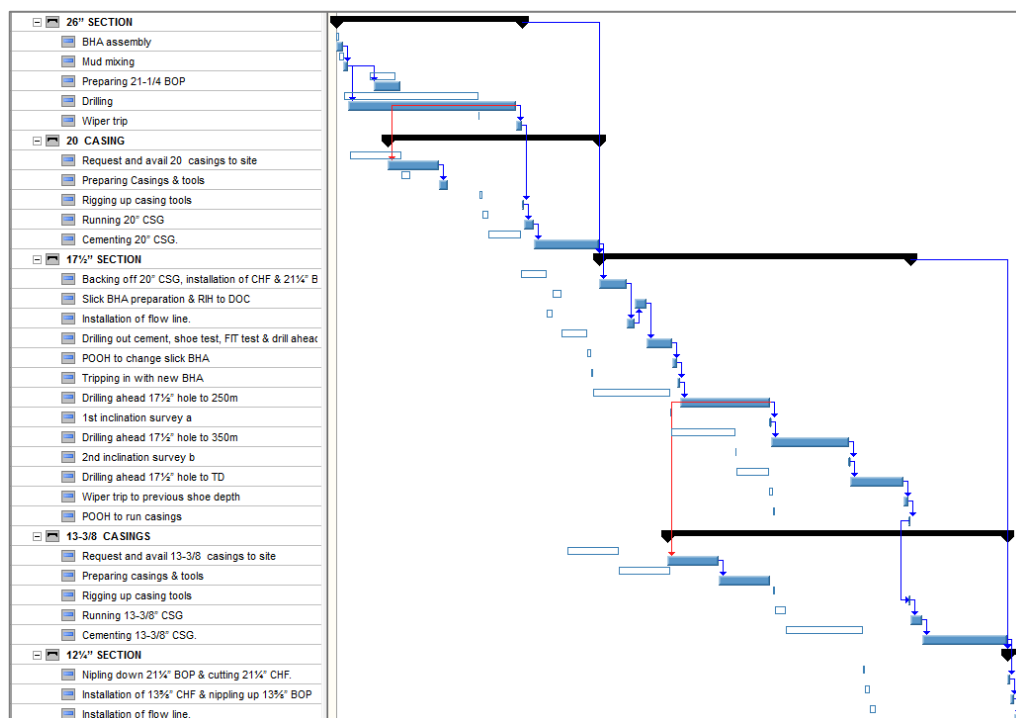 26" SECTION
BHA assembly
Mud mixing
Preparing 21-1/4 BOP
Drilling
Wiper trip
20 CASING
Request and avail 20 casings to site
Preparing Casings & tools
Rigging up casing tools
Running 20" CSG
Cementing 20" CSG.
17½" SECTION
Backing off 20" CSG, installation of CHF & 21¼" B
Slick BHA preparation & RIH to DOC
Installation of flow line.
Drilling out cement, shoe test, FIT test & drill ahead
POOH to change slick BHA
Tripping in with new BHA
Drilling ahead 17½" hole to 250m
1st inclination survey a
Drilling ahead 17½" hole to 350m
2nd inclination survey b
Drilling ahead 17½" hole to TD
Wiper trip to previous shoe depth
POOH to run casings
13-3/8 CASINGS
Request and avail 13-3/8 casings to site
Preparing casings & tools
Rigging up casing tools
Running 13-3/8" CSG
Cementing 13-3/8" CSG.
12¼" SECTION
Nipling down 21¼" BOP & cutting 21¼" CHF.
Installation of 13⅝" CHF & nippling up 13⅝" BOP
Installation of flow line.